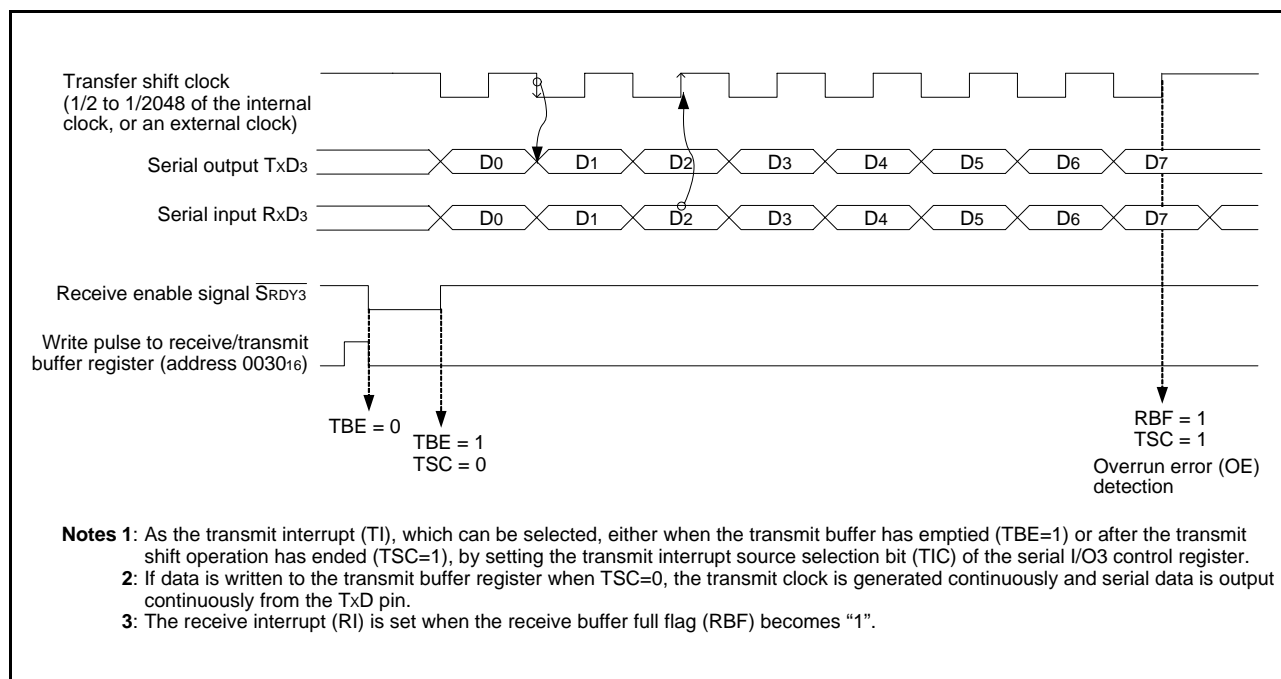 Transfer shift clock
(1/2 to 1/2048 of the internal
clock, or an external clock)
Serial output TxD3
D0 D1 D2 D3 D4 D5 D6 D7
Serial input RxD3
D0 D1 D2 D3 D4 D5 D6 D7
Receive enable signal SRDY3
Write pulse to receive/transmit
buffer register (address 003016)
TBE = 0
TBE = 1
TSC = 0
RBF = 1
TSC = 1
Overrun error (OE)
detection
Notes 1: As the transmit interrupt (TI), which can be selected, either when the transmit buffer has emptied (TBE=1) or after the transmit
shift operation has ended (TSC=1), by setting the transmit interrupt source selection bit (TIC) of the serial I/O3 control register.
2: If data is written to the transmit buffer register when TSC=0, the transmit clock is generated continuously and serial data is output
continuously from the TxD pin.
3: The receive interrupt (RI) is set when the receive buffer full flag (RBF) becomes “1”.